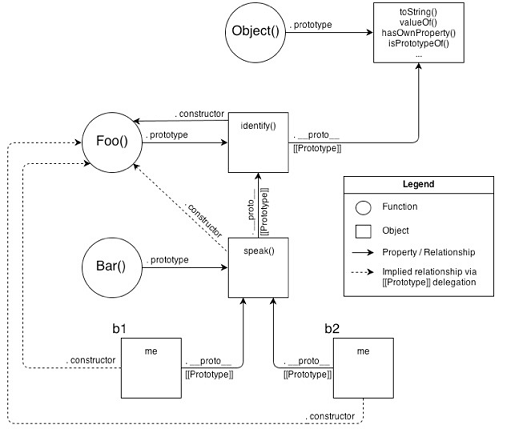 Object()
. prototype
toString()
valueOf()
hasOwnProperty()
isPrototypeOf()
...
. constructor
Foo()
. prototype
identify()
. __proto__
[[Prototype]]
. constructor
. __proto__
[[Prototype]]
Legend
Function
Object
Property / Relationship
Implied relationship via
[[Prototype]] delegation
Bar()
. prototype
speak()
b1
b2
me
me
. constructor
. __proto__
[[Prototype]]
. __proto__
[[Prototype]]
. constructor